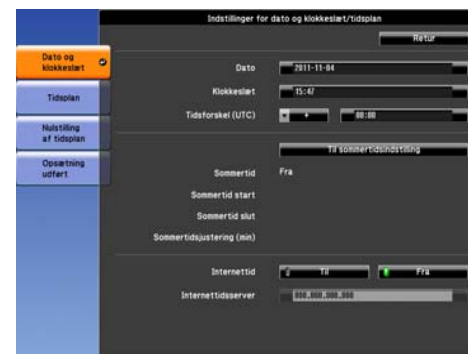 Indstillinger for dato og klokkeslæt/tidsplan
Retur
Dato og
klokkeslæt
Tidsplan
Nulstilling
af tidsplan
Opsætning
udført
Dato
2011-11-04
Klokkeslæt
15:47
Tidsforskel (UTC)
+
00:00
Til sommertidsindstilling
Sommertid
Fra
Sommertid start
Sommertid slut
Sommertidsjustering (min)
Internettid
Til
Fra
Internettidsserver
000.000.000.000